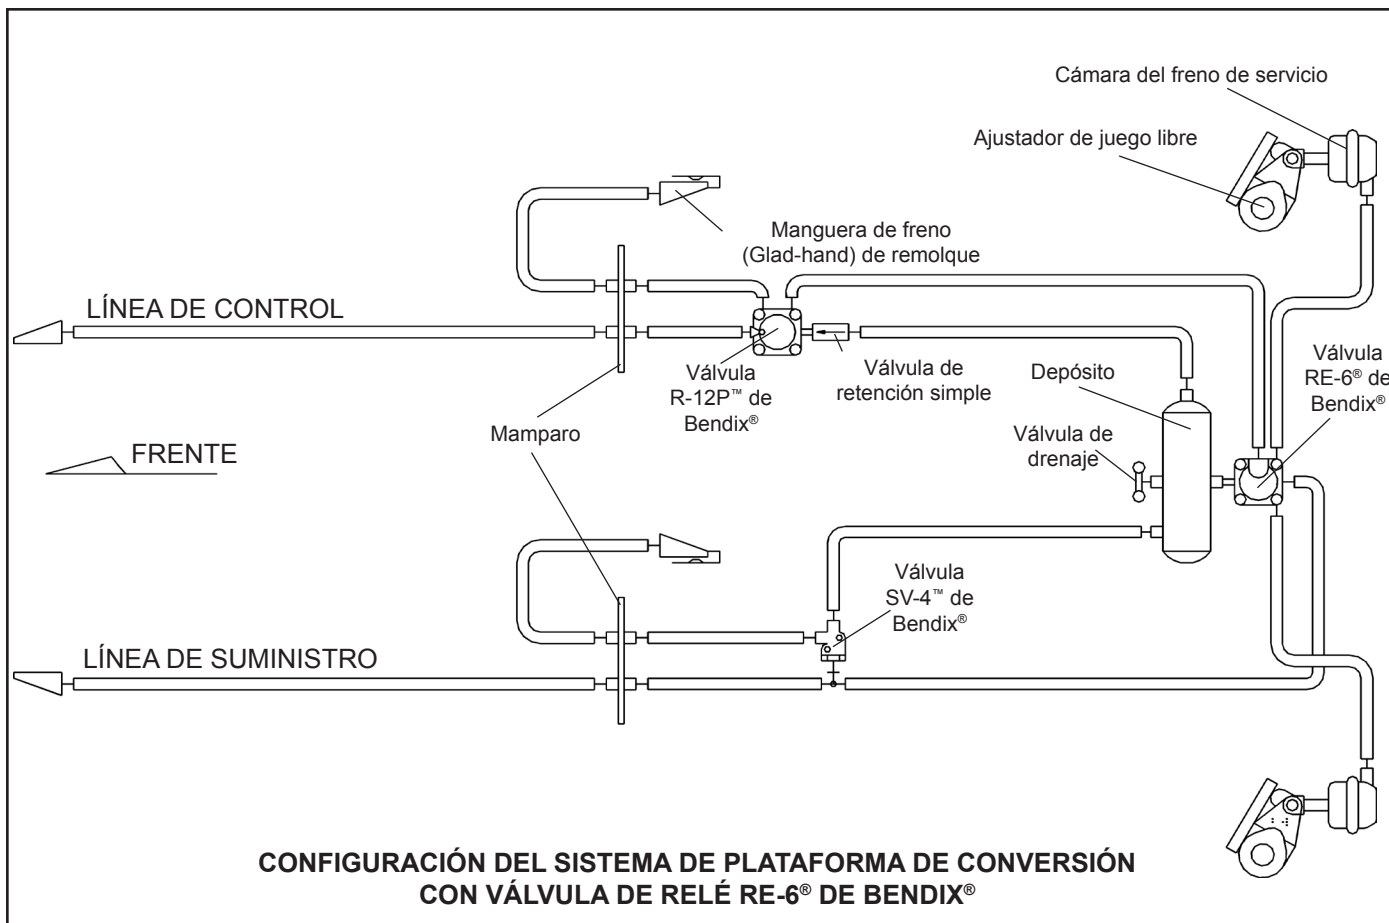 Cámara del freno de servicio
Ajustador de juego libre
Manguera de freno
(Glad-hand) de remolque
LÍNEA DE CONTROL
Válvula
R-12P™ de
Bendix®
Válvula de
retención simple
Depósito
Válvula
RE-6® de
Bendix®
Mamparo
Válvula de
drenaje
FRENTE
Válvula
SV-4™ de
Bendix®
LÍNEA DE SUMINISTRO
CONFIGURACIÓN DEL SISTEMA DE PLATAFORMA DE CONVERSIÓN
CON VÁLVULA DE RELÉ RE-6® DE BENDIX®